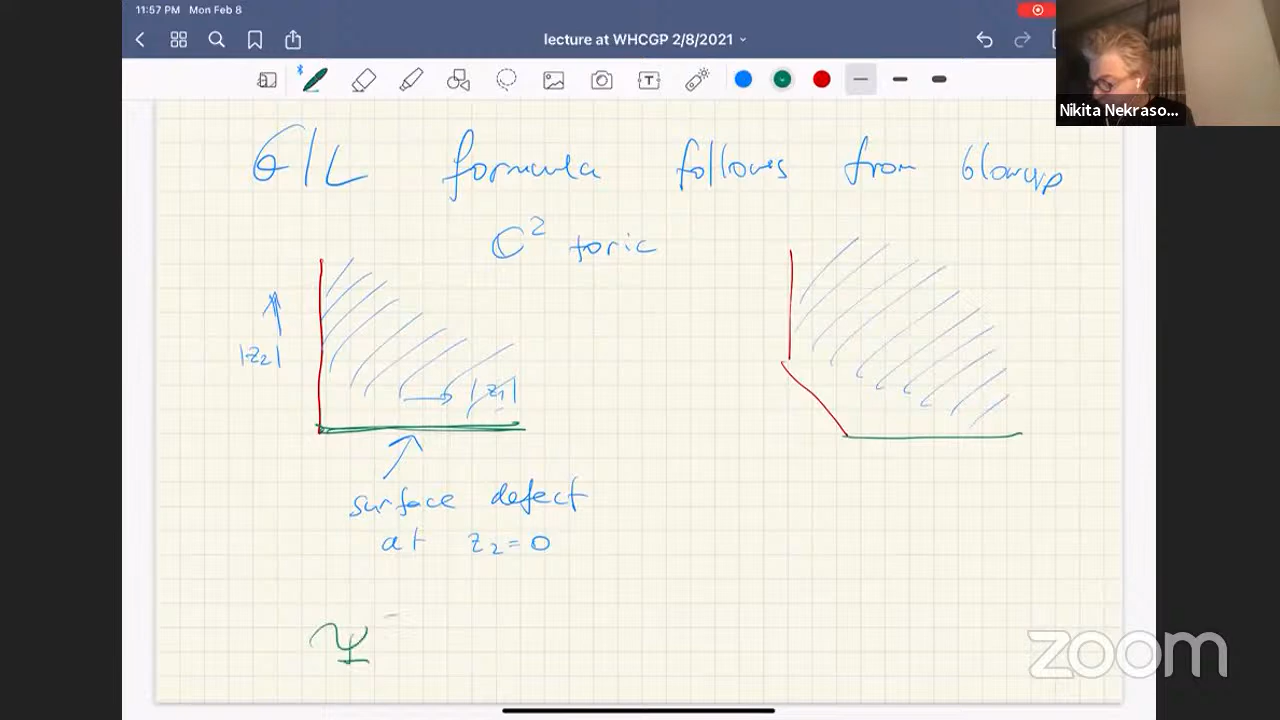 11:57 PM Mon Feb 8
lecture at WHCGP 2/8/2021
Nikita Nekraso...
GIL formula follows from blowup
ℂ² toric
|z₂|
|z₁|
surface defect
at z₂=0
Ψ
zoom